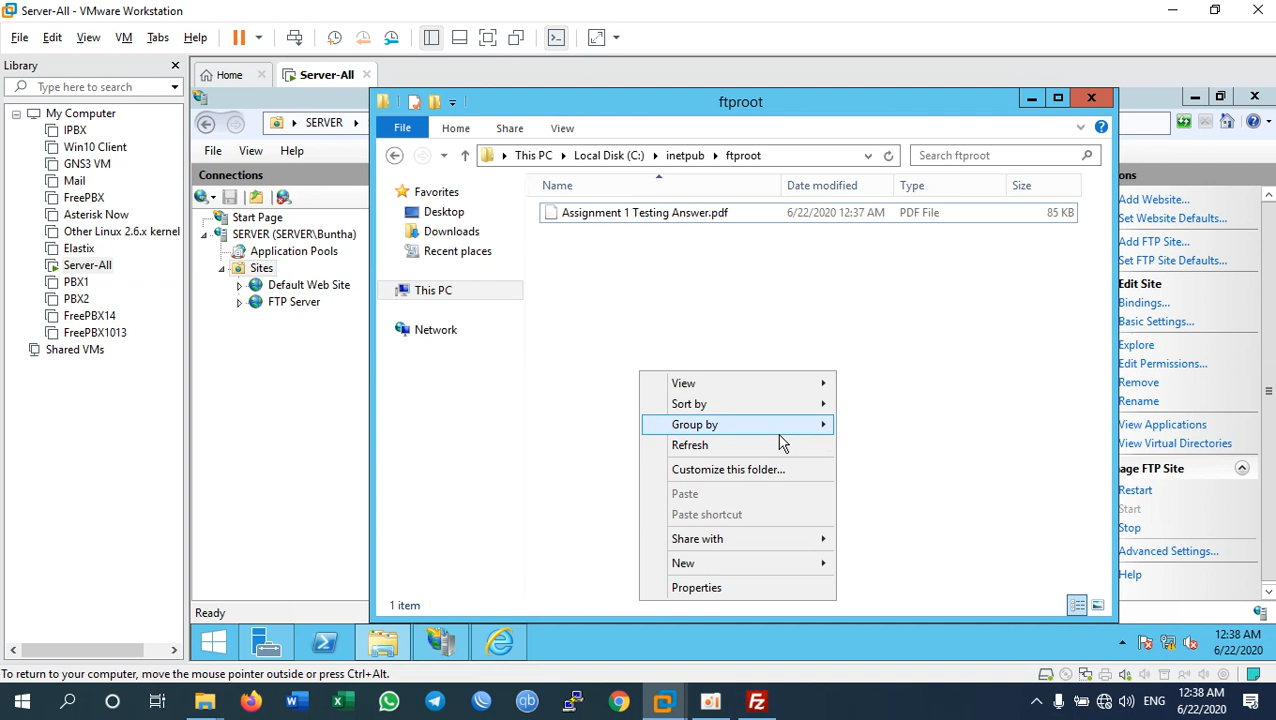 Server-All - VMware Workstation
File Edit View VM Tabs Help
Library
Type here to search
My Computer
IPBX
Win10 Client
GNS3 VM
Mail
FreePBX
Asterisk Now
Other Linux 2.6.x kernel
Elastix
Server-All
PBX1
PBX2
FreePBX14
FreePBX1013
Shared VMs
Home
Server-All
SERVER
File View Help
Connections
Start Page
SERVER (SERVER\Buntha)
Application Pools
Sites
Default Web Site
FTP Server
Ready
ftproot
File Home Share View
This PC Local Disk (C:) inetpub ftproot
Search ftproot
Favorites
Desktop
Downloads
Recent places
This PC
Network
Name Date modified Type Size
Assignment 1 Testing Answer.pdf 6/22/2020 12:37 AM PDF File 85 KB
View
Sort by
Group by
Refresh
Customize this folder...
Paste
Paste shortcut
Share with
New
Properties
1 item
ons
Add Website...
Set Website Defaults...
Add FTP Site...
Set FTP Site Defaults...
Edit Site
Bindings...
Basic Settings...
Explore
Edit Permissions...
Remove
Rename
View Applications
View Virtual Directories
age FTP Site
Restart
Start
Stop
Advanced Settings...
Help
12:38 AM
6/22/2020
To return to your computer, move the mouse pointer outside or press Ctrl+Alt.
ENG
12:38 AM
6/22/2020